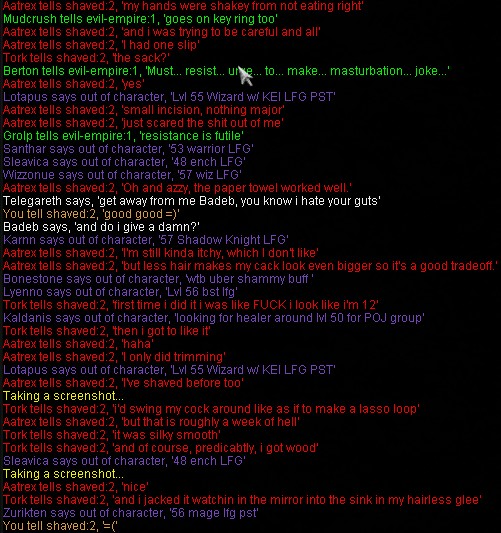 Aatrex tells shaved:2, 'my hands were shakey from not eating right'
Mudcrush tells evil-empire:1, 'goes on key ring too'
Aatrex tells shaved:2, 'and i was trying to be careful and all'
Aatrex tells shaved:2, 'I had one slip'
Tork tells shaved:2, 'the sack?'
Berton tells evil-empire:1, 'Must... resist... to... make... masturbation... joke...'
Aatrex tells shaved:2, 'yes'
Lotapus says out of character, 'Lvl 55 Wizard w/ KEI LFG PST'
Aatrex tells shaved:2, 'small incision, nothing major'
Aatrex tells shaved:2, 'just scared the shit out of me'
Grolp tells evil-empire:1, 'resistance is futile'
Santhar says out of character, '53 warrior LFG'
Sleavica says out of character, '48 ench LFG'
Wizzonue says out of character, '57 wiz LFG'
Aatrex tells shaved:2, 'Oh and azzy, the paper towel worked well.'
Telegareth says, 'get away from me Badeb, you know i hate your guts'
You tell shaved:2, 'good good =)'
Badeb says, 'and do i give a damn?'
Karnn says out of character, '57 Shadow Knight LFG'
Aatrex tells shaved:2, 'I'm still kinda itchy, which I don't like'
Aatrex tells shaved:2, 'but less hair makes my cack look even bigger so it's a good tradeoff.'
Bonestone says out of character, 'wtb uber shammy buff '
Lyenno says out of character, 'Lvl 56 bst lfg'
Tork tells shaved:2, 'first time i did it i was like FUCK i look like i'm 12'
Kaldanis says out of character, 'looking for healer around lvl 50 for POJ group'
Tork tells shaved:2, 'then i got to like it'
Aatrex tells shaved:2, 'haha'
Aatrex tells shaved:2, 'I only did trimming'
Lotapus says out of character, 'Lvl 55 Wizard w/ KEI LFG PST'
Aatrex tells shaved:2, 'I've shaved before too'
Taking a screenshot...
Tork tells shaved:2, 'I'd swing my cock around like as if to make a lasso loop'
Aatrex tells shaved:2, 'but that is roughly a week of hell'
Tork tells shaved:2, 'it was silky smooth'
Tork tells shaved:2, 'and of course, predicabtly, i got wood'
Sleavica says out of character, '48 ench LFG'
Taking a screenshot...
Aatrex tells shaved:2, 'nice'
Tork tells shaved:2, 'and i jacked it watchin in the mirror into the sink in my hairless glee'
Zurikten says out of character, '56 mage lfg pst'
You tell shaved:2, '=('